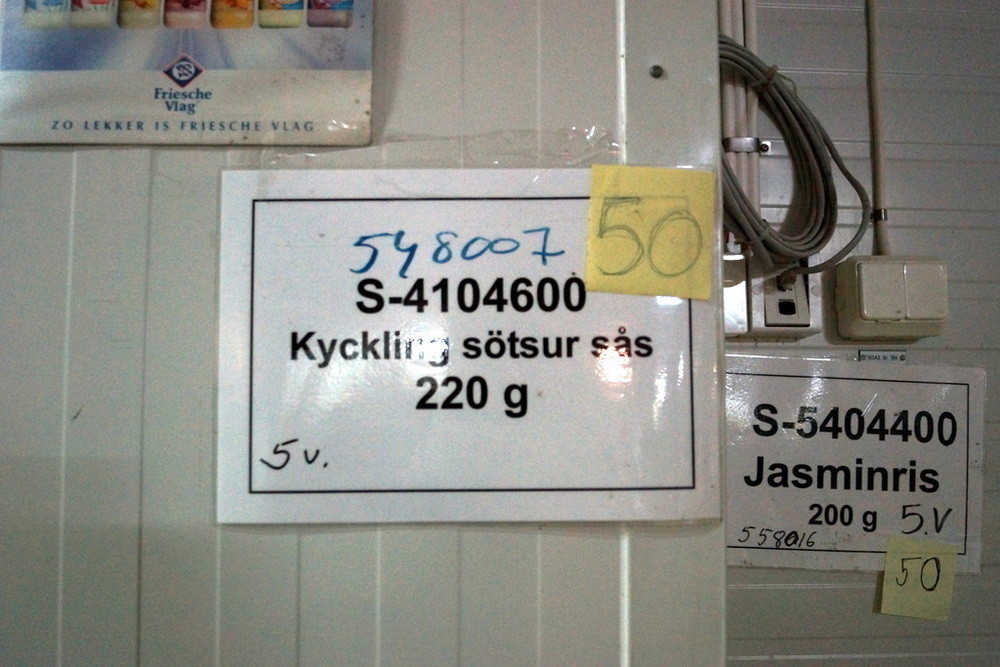 Friesche
Vlag
ZO LEKKER IS FRIESCHE VLAG
548007
50
S-4104600
Kyckling sötsur sås
220 g
5 v.
S-5404400
Jasminris
200 g 5.V
558016
50